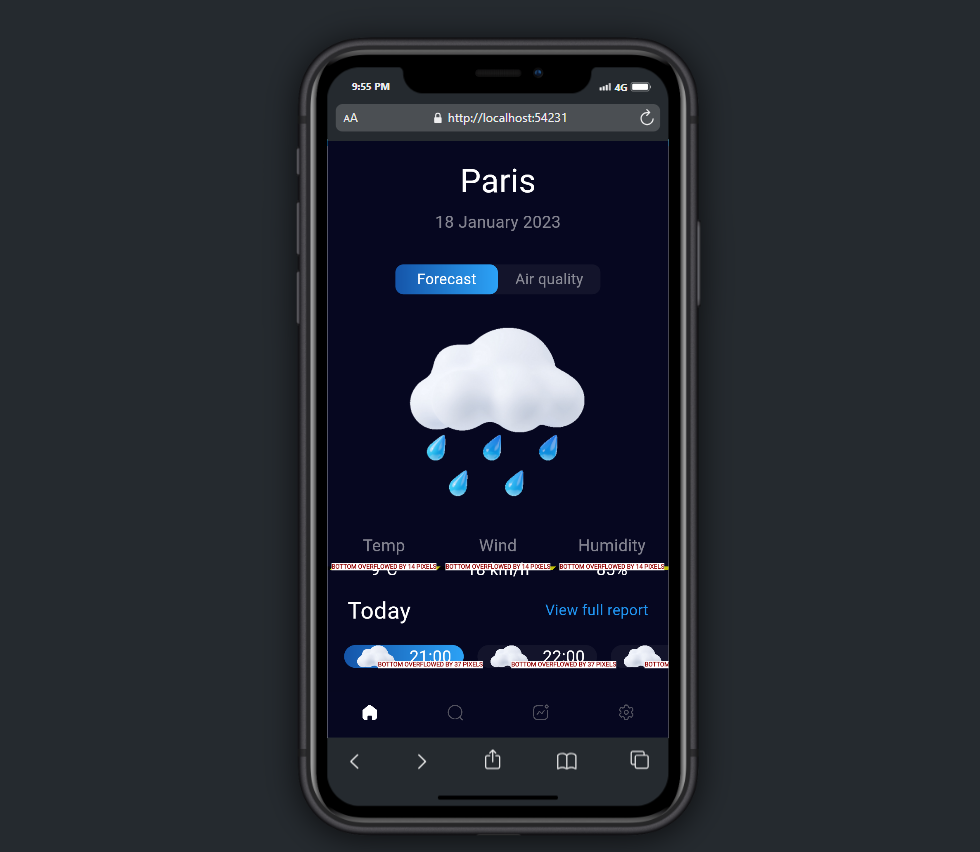 9:55 PM
4G
AA
http://localhost:54231
Paris
18 January 2023
Forecast Air quality
Temp Wind Humidity
BOTTOM OVERFLOWED BY 14 PIXELS BOTTOM OVERFLOWED BY 14 PIXELS BOTTOM OVERFLOWED BY 14 PIXELS
Today View full report
21:00 22:00
BOTTOM OVERFLOWED BY 37 PIXELS BOTTOM OVERFLOWED BY 37 PIXELS BOTTOM